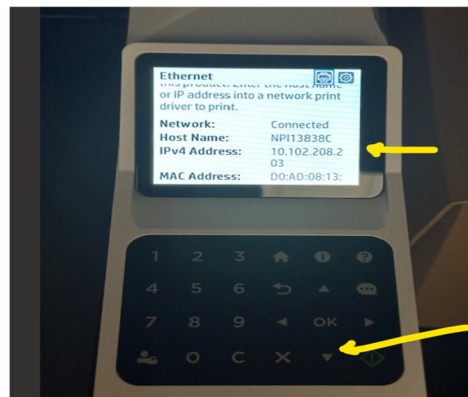 Ethernet
this product. Enter the host name
or IP address into a network print
driver to print.
Network: Connected
Host Name: NPI13838C
IPv4 Address: 10.102.208.2
03
MAC Address: D0:AD:08:13:
1 2 3
4 5 6
7 8 9 OK
0 C